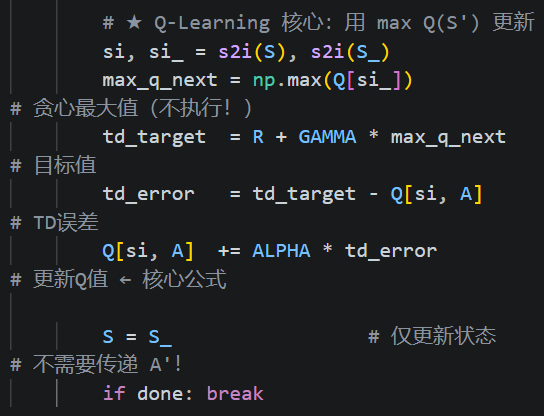 # ★ Q-Learning 核心：用 max Q(S') 更新
si, si_ = s2i(S), s2i(S_)
max_q_next = np.max(Q[si_])
# 贪心最大值（不执行！）
td_target  = R + GAMMA * max_q_next
# 目标值
td_error   = td_target - Q[si, A]
# TD误差
Q[si, A]  += ALPHA * td_error
# 更新Q值 ← 核心公式
S = S_                # 仅更新状态
# 不需要传递 A'！
if done: break